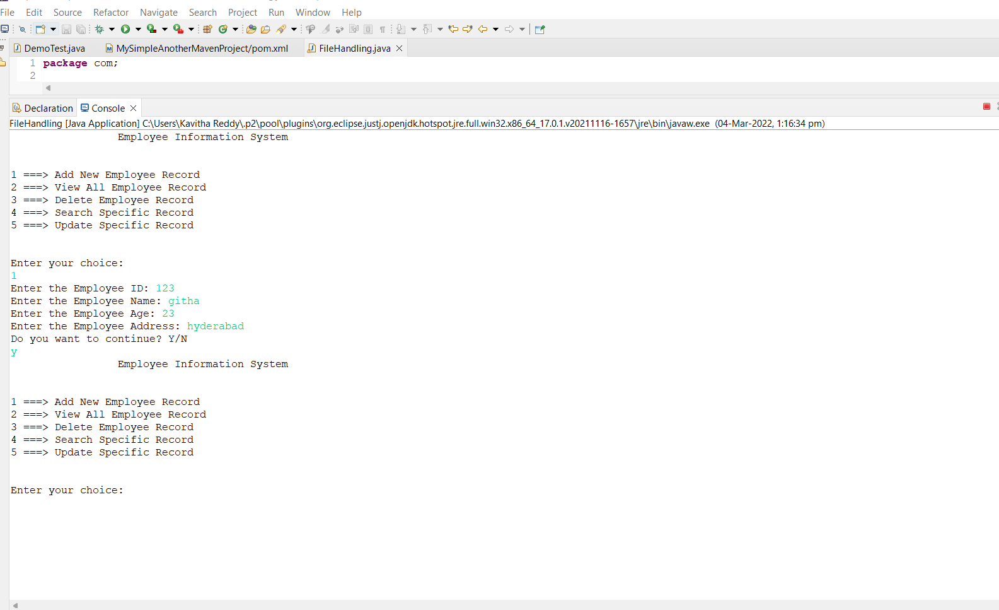 File Edit Source Refactor Navigate Search Project Run Window Help
DemoTest.java MySimpleAnotherMavenProject/pom.xml FileHandling.java
1 package com;
2
Declaration Console
FileHandling [Java Application] C:\Users\Kavitha Reddy\.p2\pool\plugins\org.eclipse.justj.openjdk.hotspot.jre.full.win32.x86_64_17.0.1.v20211116-1657\jre\bin\javaw.exe (04-Mar-2022, 1:16:34 pm)
Employee Information System
1 ===> Add New Employee Record
2 ===> View All Employee Record
3 ===> Delete Employee Record
4 ===> Search Specific Record
5 ===> Update Specific Record
Enter your choice:
1
Enter the Employee ID: 123
Enter the Employee Name: githa
Enter the Employee Age: 23
Enter the Employee Address: hyderabad
Do you want to continue? Y/N
y
Employee Information System
1 ===> Add New Employee Record
2 ===> View All Employee Record
3 ===> Delete Employee Record
4 ===> Search Specific Record
5 ===> Update Specific Record
Enter your choice: